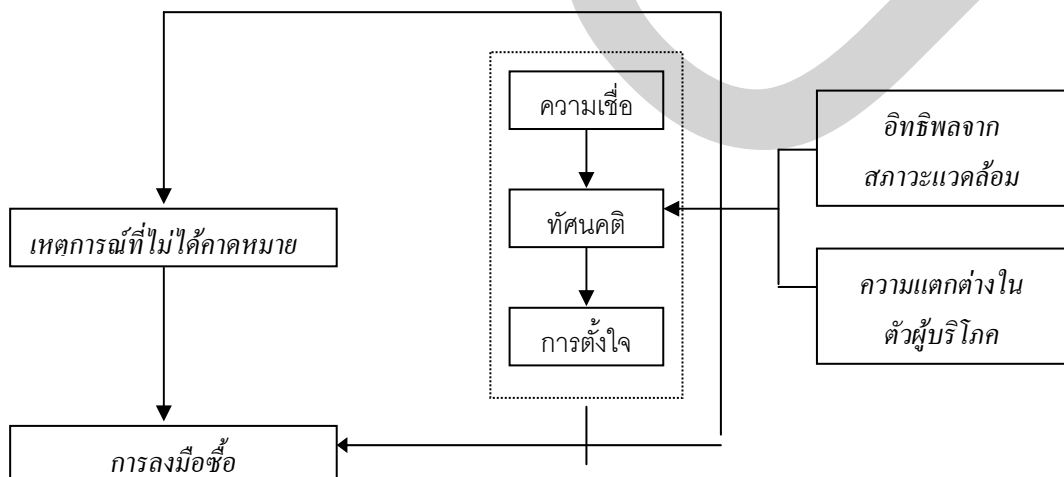 ความเชื่อ
อิทธิพลจาก
สภาวะแวดล้อม
ทัศนคติ
เหตุการณ์ที่ไม่ได้คาดหมาย
ความแตกต่างใน
ตัวผู้บริโภค
การตั้งใจ
การลงมือซื้อ